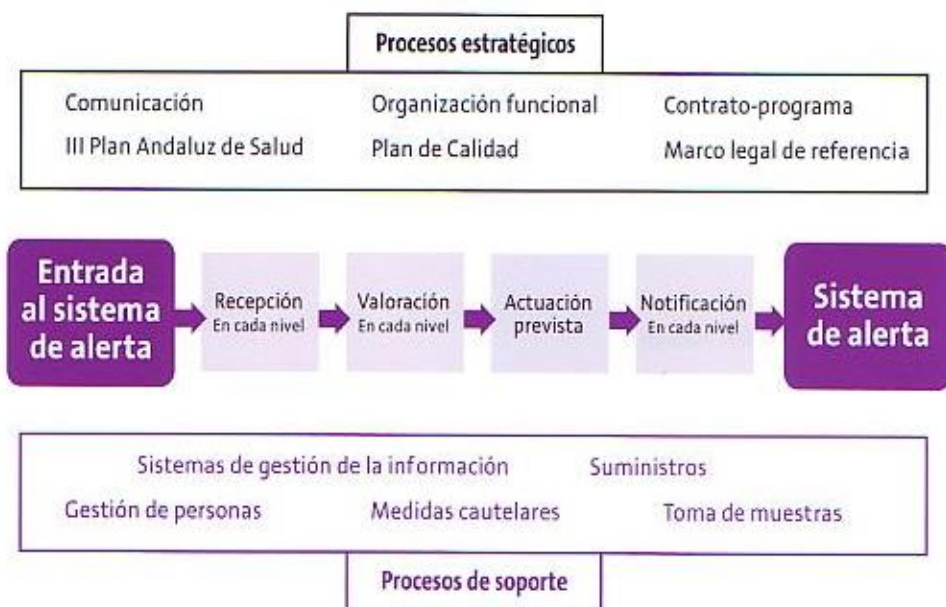 Procesos estratégicos
Comunicación
Organización funcional
Contrato-programa
III Plan Andaluz de Salud
Plan de Calidad
Marco legal de referencia
Entrada
al sistema
de alerta
Recepción
En cada nivel
Valoración
En cada nivel
Actuación
prevista
Notificación
En cada nivel
Sistema
de alerta
Sistemas de gestión de la información
Suministros
Gestión de personas
Medidas cautelares
Toma de muestras
Procesos de soporte